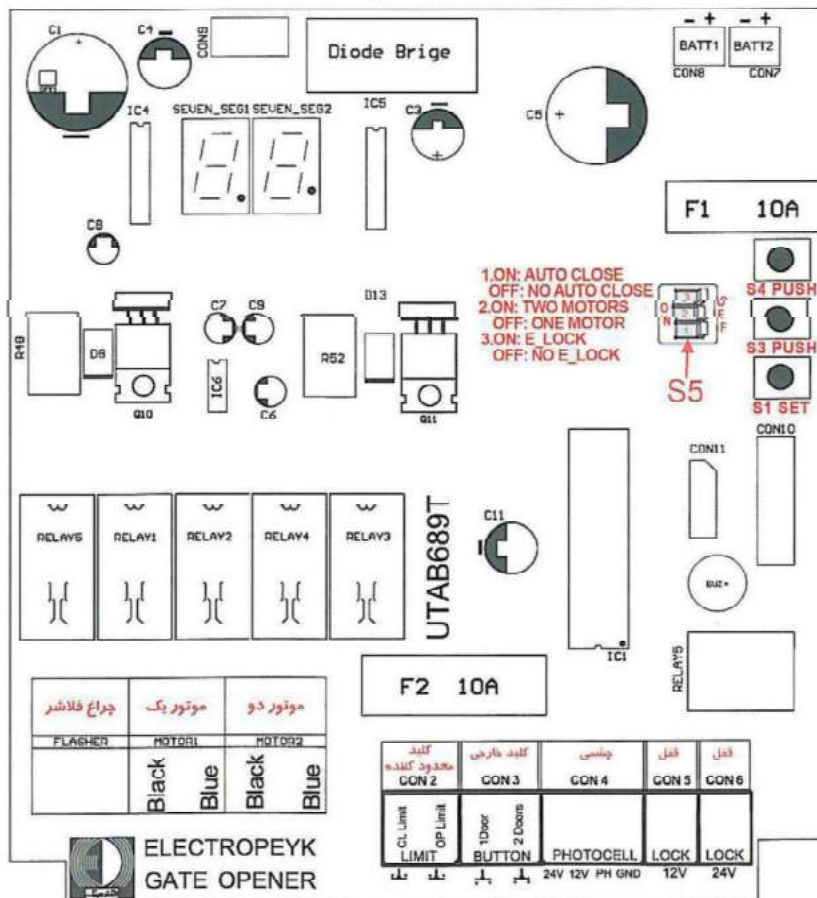 C1
C4
CON9
Diode Brige
- + - +
BATT1 BATT2
CON8 CON7
IC4
SEVEN_SEG1 SEVEN_SEG2
IC5
C3
C5
F1 10A
C8
S4 PUSH
1.ON: AUTO CLOSE
OFF: NO AUTO CLOSE
2.ON: TWO MOTORS
OFF: ONE MOTOR
3.ON: E_LOCK
OFF: NO E_LOCK
S5
S3 PUSH
S1 SET
D13
C7 C9
R52
D8
IC6
C6
Q10
Q11
CON10
CON11
RELAY1
RELAY2
RELAY4
RELAY3
UTAB689T
C11
IC1
F2 10A
چراغ فلاشر موتور یک موتور دو
FLASHER MOTOR1 MOTOR2
Black Blue Black Blue
کلید محدود کننده
کلید خارجی
چشمی
قفل
قفل
CON 2 CON 3 CON 4 CON 5 CON 6
CL Limit OP Limit 1Door 2 Doors
LIMIT BUTTON PHOTOCELL LOCK LOCK
24V 12V PH GND 12V 24V
ELECTROPEYK
GATE OPENER